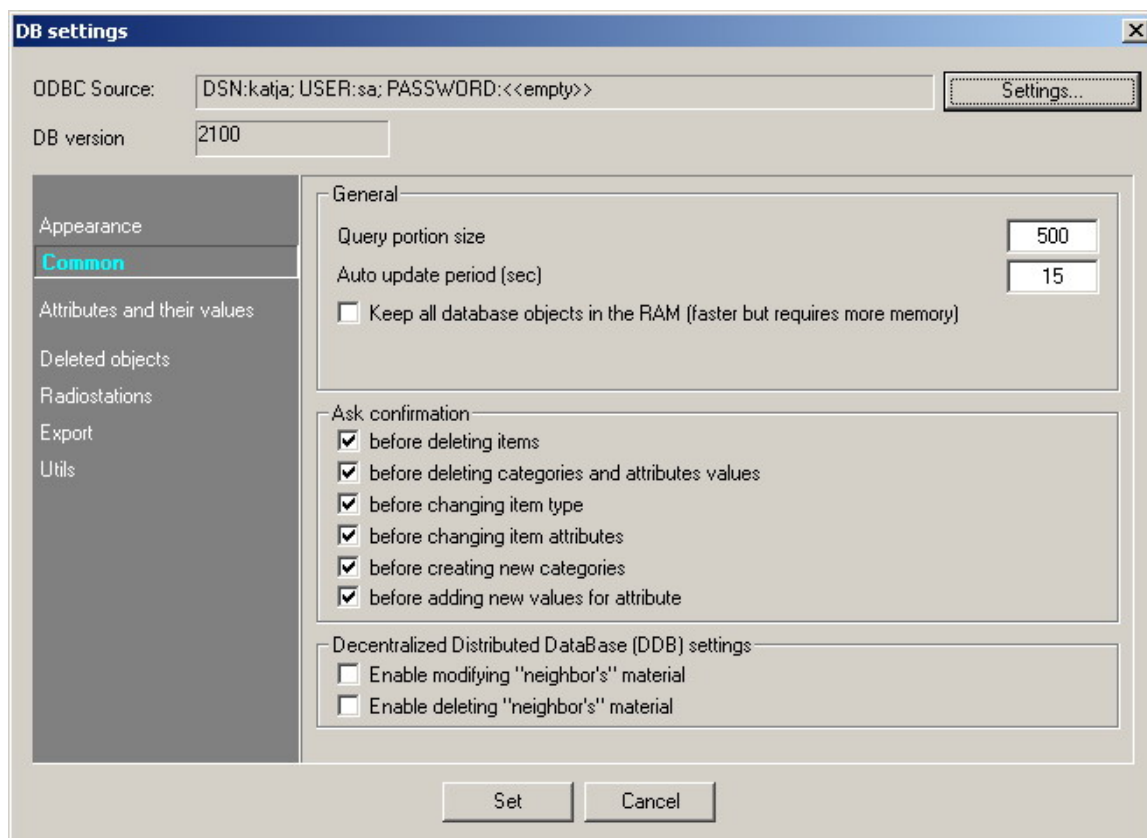 DB settings
ODBC Source:
DSN:katja; USER:sa; PASSWORD:<<empty>>
Settings...
DB version
2100
Appearance
Common
Attributes and their values
Deleted objects
Radiostations
Export
Utils
General
Query portion size
500
Auto update period (sec)
15
Keep all database objects in the RAM (faster but requires more memory)
Ask confirmation
before deleting items
before deleting categories and attributes values
before changing item type
before changing item attributes
before creating new categories
before adding new values for attribute
Decentralized Distributed DataBase (DDB) settings
Enable modifying "neighbor's" material
Enable deleting "neighbor's" material
Set
Cancel